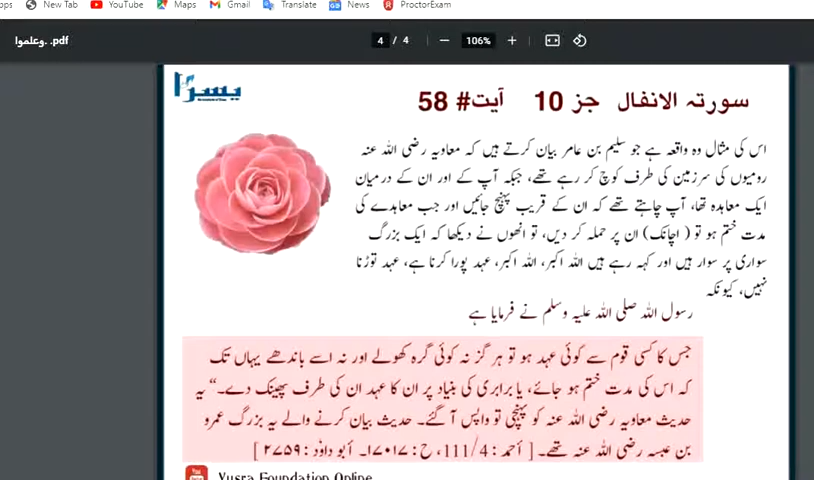 New Tab YouTube Maps Gmail Translate News ProctorExam
وعلموا..pdf 4 / 4 — 106% +
یسرا
سورتہ الانفال جز 10 آیت# 58
اس کی مثال وہ واقعہ ہے جو سلیم بن عامر بیان کرتے ہیں کہ معاویہ رضی اللہ عنہ
رومیوں کی سرزمین کی طرف کوچ کر رہے تھے، جبکہ آپ کے اور ان کے درمیان
ایک معاہدہ تھا، آپ چاہتے تھے کہ ان کے قریب پہنچ جائیں اور جب معاہدے کی
مدت ختم ہو تو (اچانک) ان پر حملہ کر دیں، تو انھوں نے دیکھا کہ ایک بزرگ
سواری پر سوار ہیں اور کہہ رہے ہیں اللہ اکبر، اللہ اکبر، عہد پورا کرنا ہے، عہد توڑنا
نہیں، کیونکہ
رسول اللہ صلی اللہ علیہ وسلم نے فرمایا ہے
جس کا کسی قوم سے کوئی عہد ہو تو ہر گز نہ کوئی گرہ کھولے اور نہ اسے باندھے یہاں تک
کہ اس کی مدت ختم ہو جائے، یا برابری کی بنیاد پر ان کا عہد ان کی طرف پھینک دے۔“ یہ
حدیث معاویہ رضی اللہ عنہ کو پہنچی تو واپس آ گئے۔ حدیث بیان کرنے والے یہ بزرگ عمرو
بن عبسہ رضی اللہ عنہ تھے۔ [ أحمد : 111/4، ح : ۱۷۰۱۷۔ أبو داوٗد : ۲۷۵۹ ]
Yusra Foundation Online